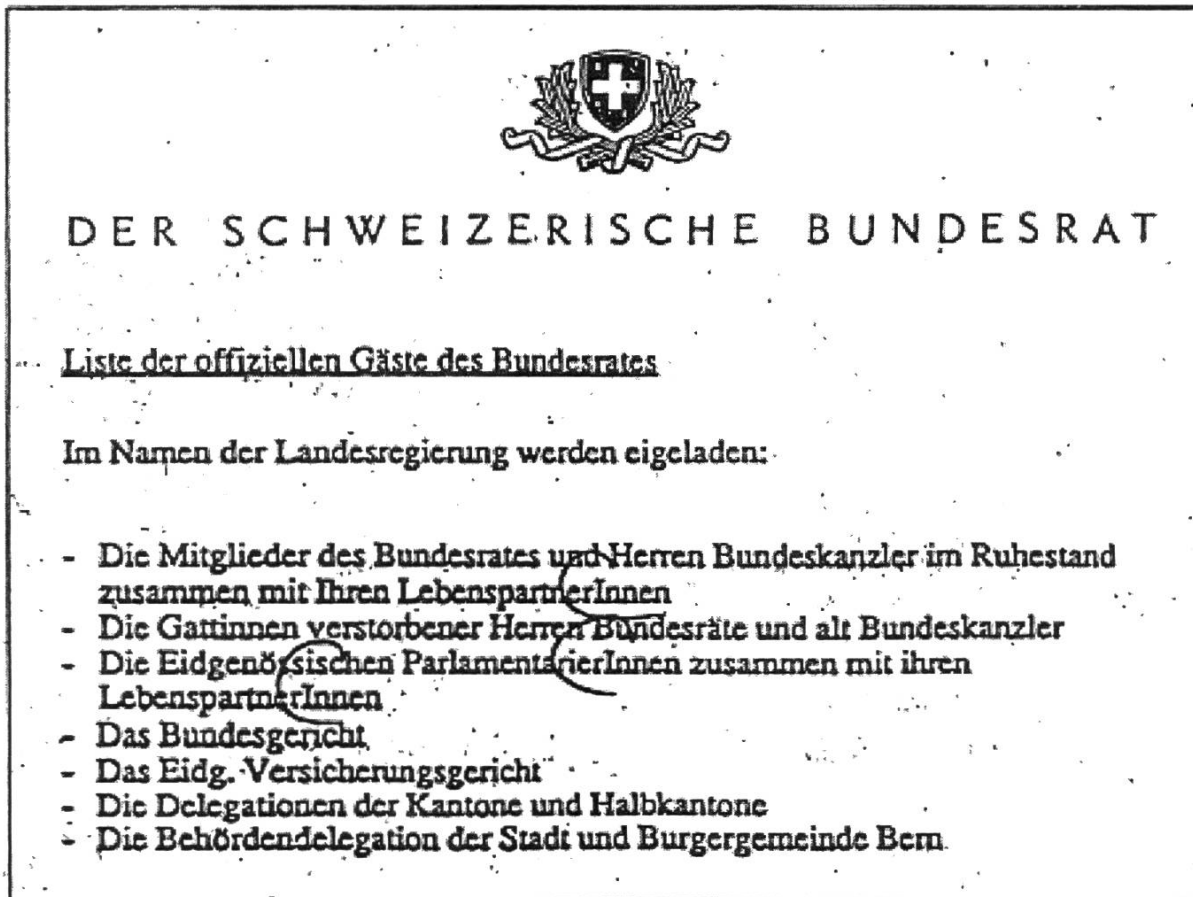 DER SCHWEIZERISCHE BUNDESRAT
Liste der offiziellen Gäste des Bundesrates
Im Namen der Landesregierung werden eigeladen:
- Die Mitglieder des Bundesrates und Herren Bundeskanzler im Ruhestand
zusammen mit Ihren LebenspartnerInnen
- Die Gattinnen verstorbener Herren Bundesräte und alt Bundeskanzler
- Die Eidgenössischen ParlamentarierInnen zusammen mit ihren
LebenspartnerInnen
- Das Bundesgericht
- Das Eidg. Versicherungsgericht
- Die Delegationen der Kantone und Halbkantone
- Die Behördendelegation der Stadt und Burgergemeinde Bern